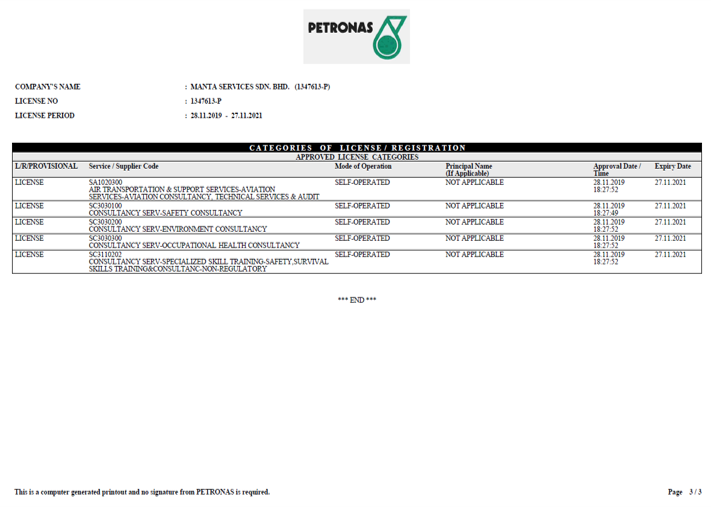 PETRONAS
COMPANY'S NAME : MANTA SERVICES SDN. BHD. (1347613-P)
LICENSE NO : 1347613-P
LICENSE PERIOD : 28.11.2019 - 27.11.2021
CATEGORIES OF LICENSE / REGISTRATION
APPROVED LICENSE CATEGORIES
L/R/PROVISIONAL Service / Supplier Code Mode of Operation Principal Name (If Applicable) Approval Date / Time Expiry Date
LICENSE SA1020300 SELF-OPERATED NOT APPLICABLE 28.11.2019 27.11.2021
AIR TRANSPORTATION & SUPPORT SERVICES-AVIATION 18:27:52
SERVICES-AVIATION CONSULTANCY, TECHNICAL SERVICES & AUDIT
LICENSE SC3030100 SELF-OPERATED NOT APPLICABLE 28.11.2019 27.11.2021
CONSULTANCY SERV-SAFETY CONSULTANCY 18:27:49
LICENSE SC3030200 SELF-OPERATED NOT APPLICABLE 28.11.2019 27.11.2021
CONSULTANCY SERV-ENVIRONMENT CONSULTANCY 18:27:52
LICENSE SC3030300 SELF-OPERATED NOT APPLICABLE 28.11.2019 27.11.2021
CONSULTANCY SERV-OCCUPATIONAL HEALTH CONSULTANCY 18:27:52
LICENSE SC3110202 SELF-OPERATED NOT APPLICABLE 28.11.2019 27.11.2021
CONSULTANCY SERV-SPECIALIZED SKILL TRAINING-SAFETY,SURVIVAL 18:27:52
SKILLS TRAINING&CONSULTANC-NON-REGULATORY
*** END ***
This is a computer generated printout and no signature from PETRONAS is required. Page 3 / 3